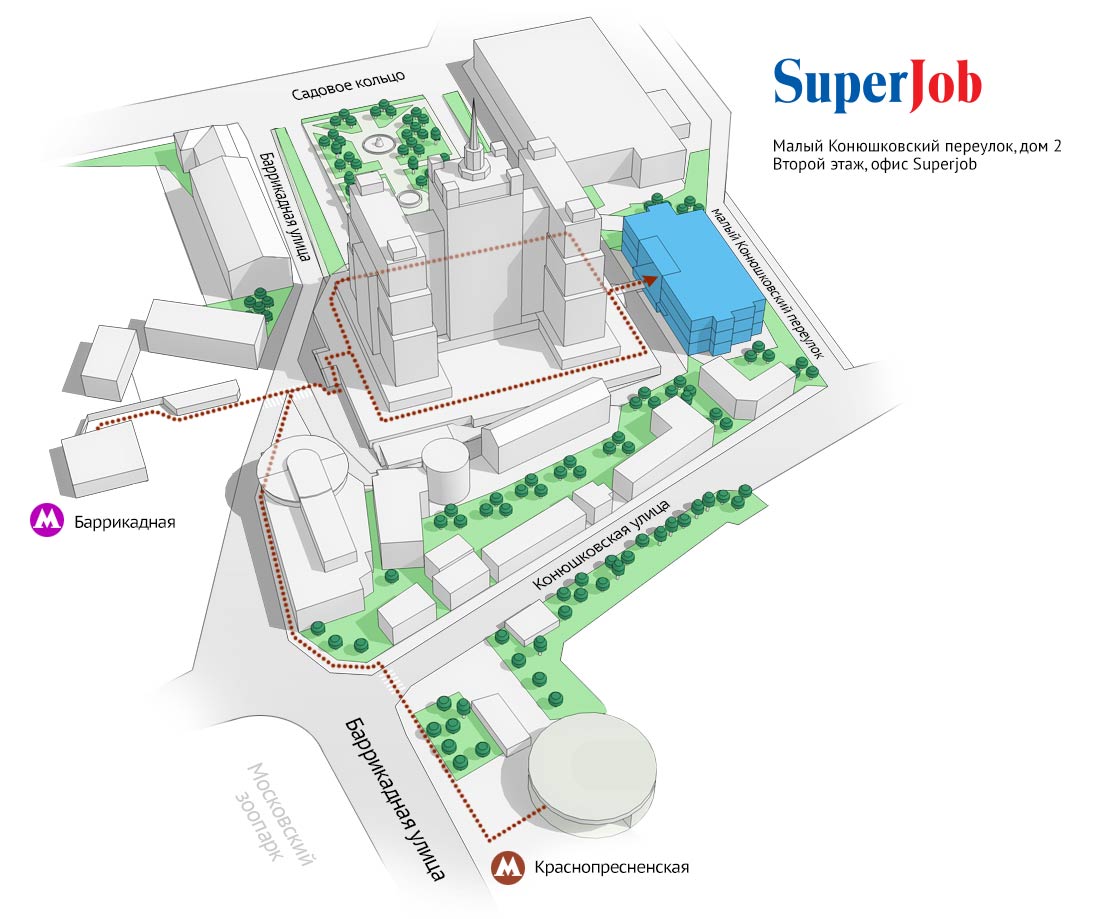 SuperJob
Малый Конюшковский переулок, дом 2
Второй этаж, офис Superjob
Садовое кольцо
Баррикадная улица
малый Конюшковский переулок
М
Баррикадная
Конюшковская улица
Баррикадная улица
Московский
зоопарк
М
Краснопресненская